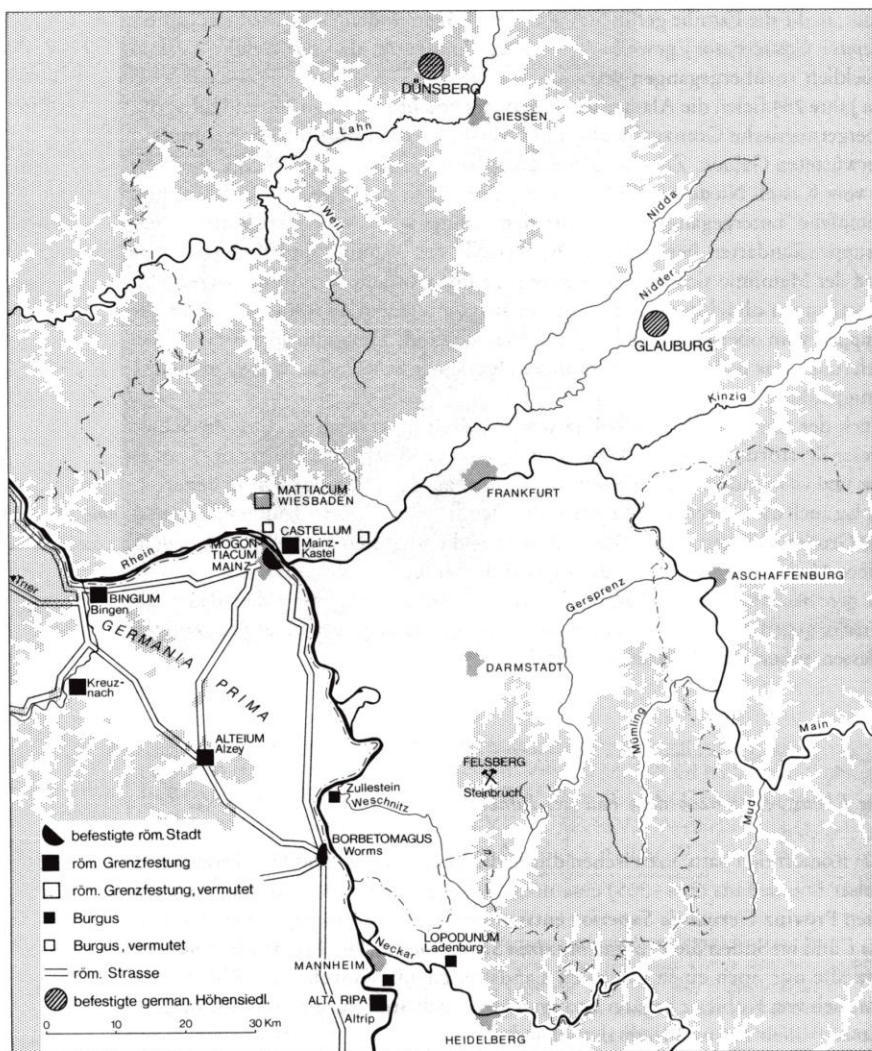 DÜNSBERG
GIESSEN
Lahn
Weil
Nidda
Nidder
GLAUBURG
Kinzig
FRANKFURT
MATTIACUM
WIESBADEN
CASTELLUM
Mainz-
Kastel
MOGON-
TIACUM
MAINZ
Rhein
Trier
BINGIUM
Bingen
GERMANIA
PRIMA
Kreuz-
nach
ALTEIUM
Alzey
ASCHAFFENBURG
Gersprenz
DARMSTADT
Mümling
Main
Mud
FELSBERG
Steinbruch
Zullestein
Weschnitz
BORBETOMAGUS
Worms
Neckar
LOPODUNUM
Ladenburg
MANNHEIM
ALTA RIPA
Altrip
HEIDELBERG
befestigte röm. Stadt
röm Grenzfestung
röm. Grenzfestung, vermutet
Burgus
Burgus, vermutet
röm. Strasse
befestigte german. Höhensiedl.
0 10 20 30 Km